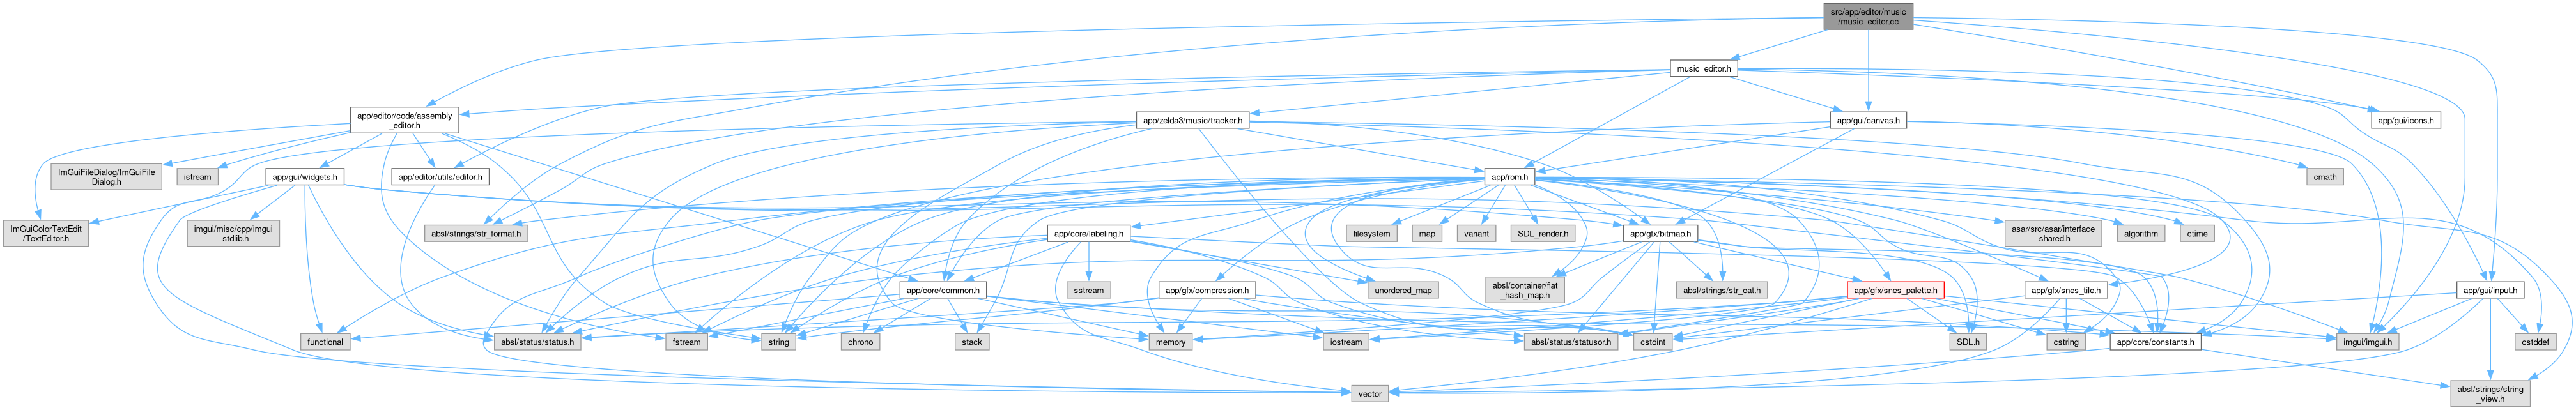 src/app/editor/music
/music_editor.cc
music_editor.h
app/editor/code/assembly
_editor.h
app/zelda3/music/tracker.h
app/gui/canvas.h
app/gui/icons.h
ImGuiFileDialog/ImGuiFile
Dialog.h
istream
app/gui/widgets.h
app/editor/utils/editor.h
app/rom.h
cmath
ImGuiColorTextEdit
/TextEditor.h
imgui/misc/cpp/imgui
_stdlib.h
absl/strings/str_format.h
app/core/labeling.h
filesystem
map
variant
SDL_render.h
app/gfx/bitmap.h
asar/src/asar/interface
-shared.h
algorithm
ctime
sstream
app/core/common.h
app/gfx/compression.h
unordered_map
absl/container/flat
_hash_map.h
absl/strings/str_cat.h
app/gfx/snes_palette.h
app/gfx/snes_tile.h
app/gui/input.h
functional
absl/status/status.h
fstream
string
chrono
stack
memory
iostream
absl/status/statusor.h
cstdint
SDL.h
cstring
app/core/constants.h
imgui/imgui.h
cstddef
vector
absl/strings/string
_view.h